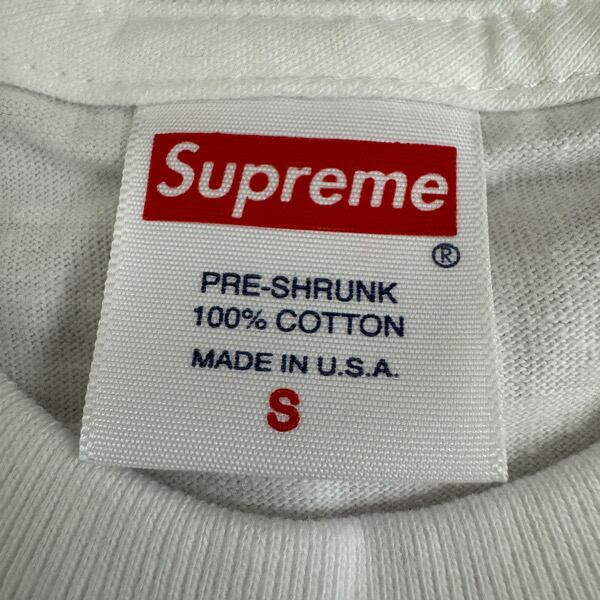 Supreme
®
PRE-SHRUNK
100% COTTON
MADE IN U.S.A.
S